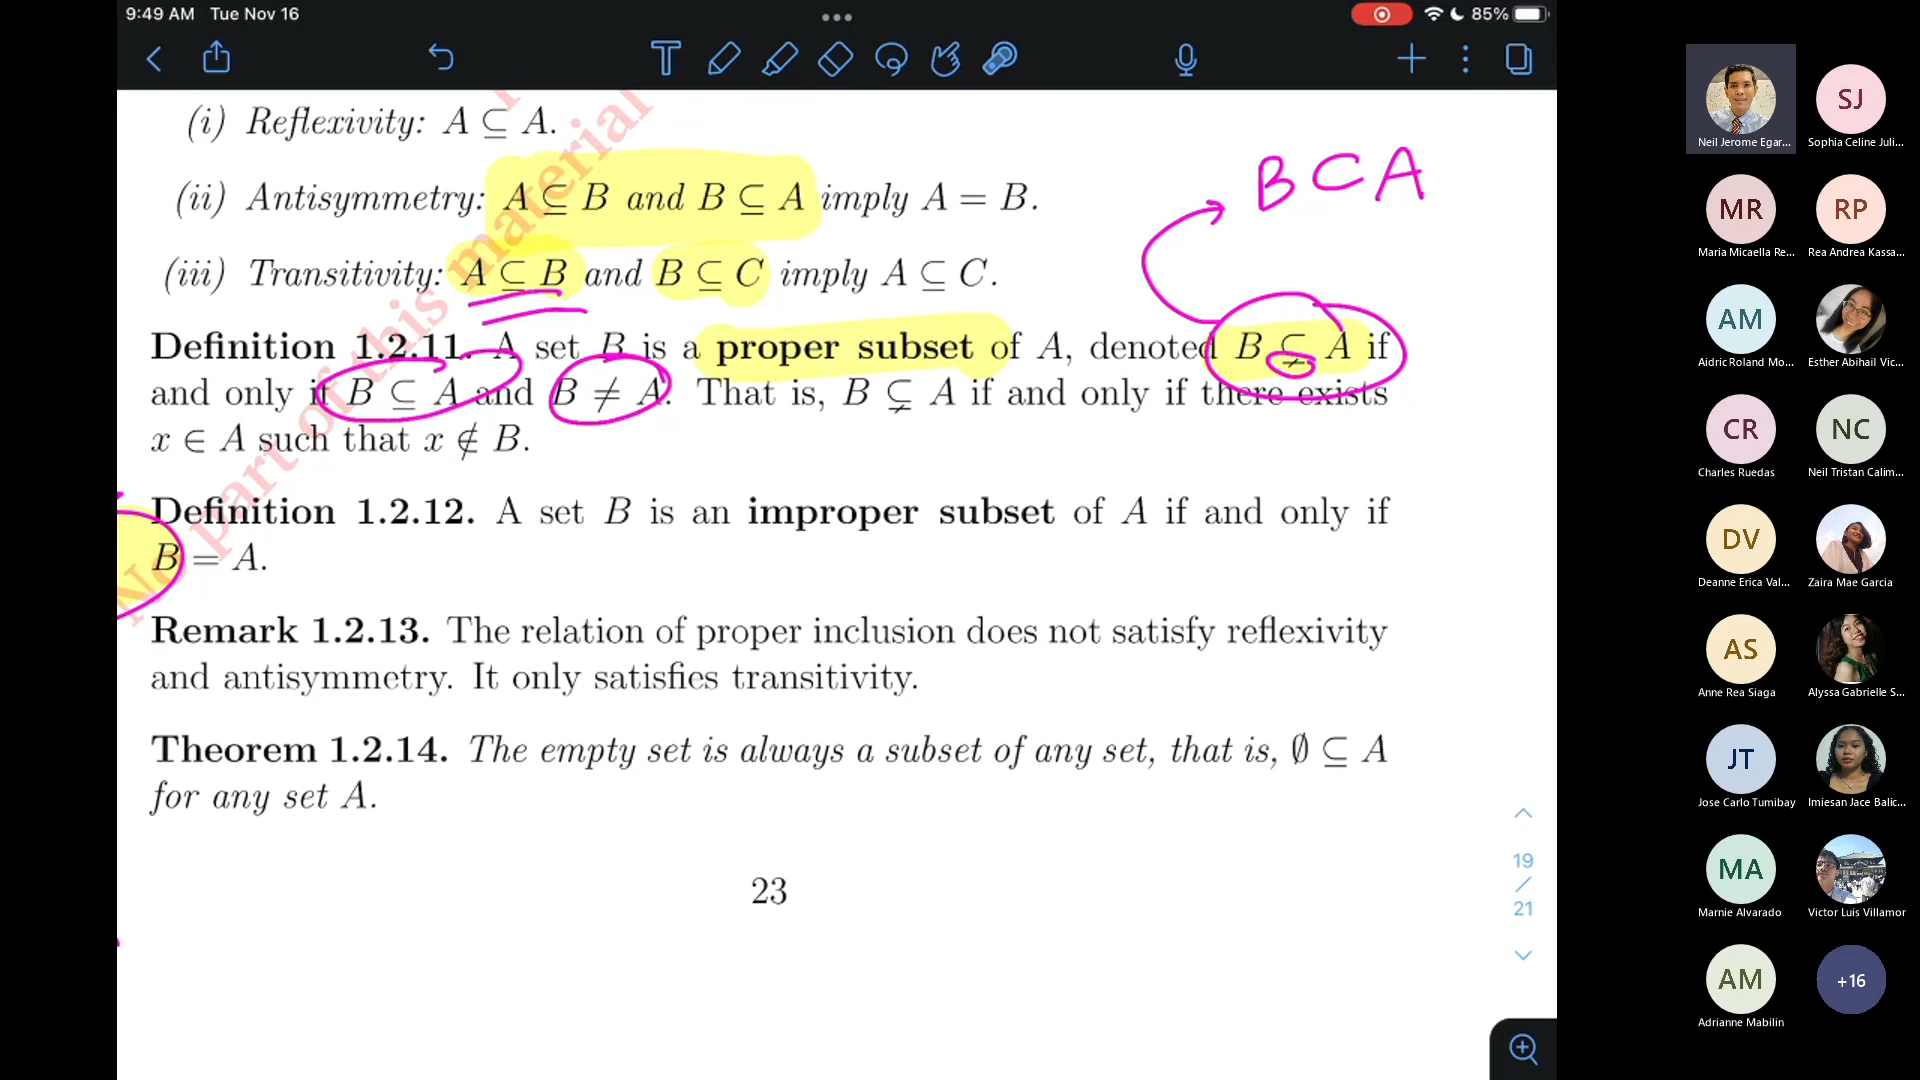 9:49 AM Tue Nov 16
85%
(i) Reflexivity: A ⊆ A.
(ii) Antisymmetry: A ⊆ B and B ⊆ A imply A = B.
(iii) Transitivity: A ⊆ B and B ⊆ C imply A ⊆ C.
B ⊂ A
Definition 1.2.11. A set B is a proper subset of A, denoted B ⊊ A if
and only if B ⊆ A and B ≠ A. That is, B ⊊ A if and only if there exists
x ∈ A such that x ∉ B.
Definition 1.2.12. A set B is an improper subset of A if and only if
B = A.
Remark 1.2.13. The relation of proper inclusion does not satisfy reflexivity
and antisymmetry. It only satisfies transitivity.
Theorem 1.2.14. The empty set is always a subset of any set, that is, ∅ ⊆ A
for any set A.
23
No part of this material
19
/
21
Neil Jerome Egar...
SJ
Sophia Celine Juli...
MR
Maria Micaella Re...
RP
Rea Andrea Kassa...
AM
Aidric Roland Mo...
Esther Abihail Vic...
CR
Charles Ruedas
NC
Neil Tristan Calim...
DV
Deanne Erica Val...
Zaira Mae Garcia
AS
Anne Rea Siaga
Alyssa Gabrielle S...
JT
Jose Carlo Tumibay
Imiesan Jace Balic...
MA
Marnie Alvarado
Victor Luis Villamor
AM
Adrianne Mabilin
+16